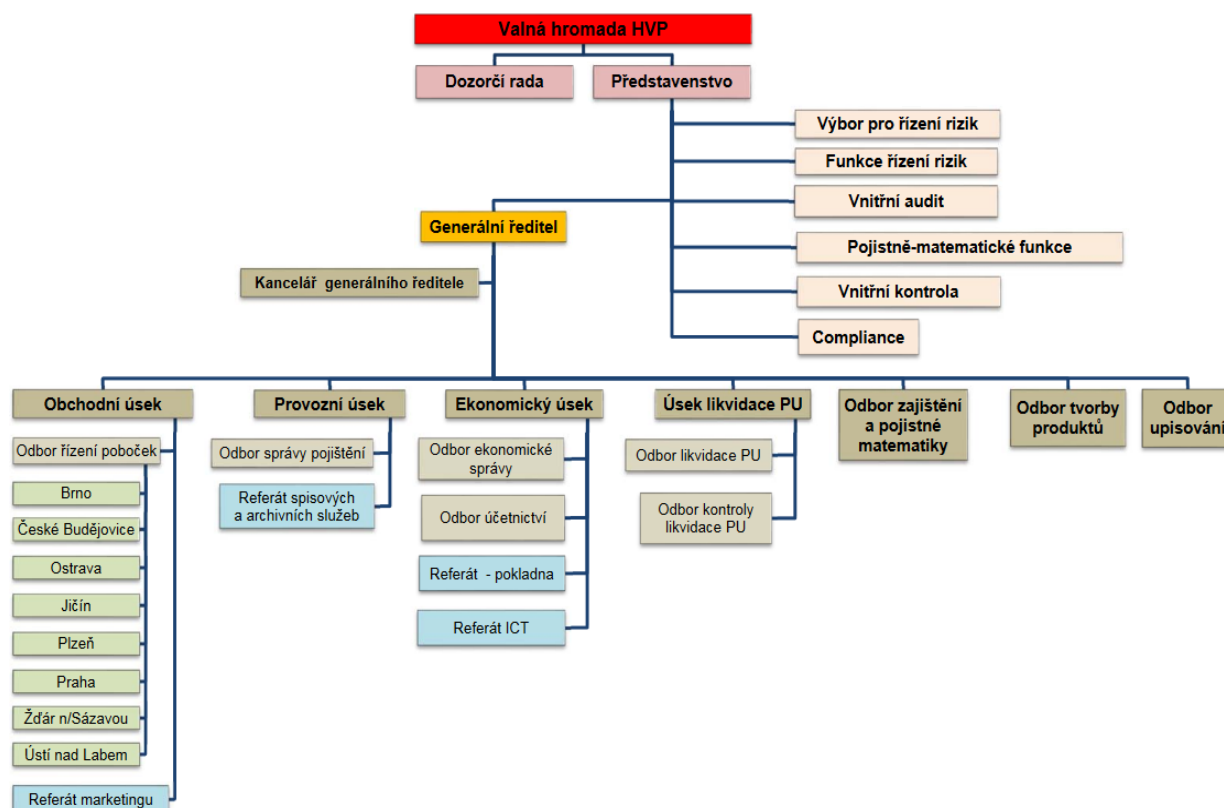 Valná hromada HVP
Dozorčí rada
Představenstvo
Výbor pro řízení rizik
Funkce řízení rizik
Vnitřní audit
Generální ředitel
Pojistně-matematické funkce
Kancelář generálního ředitele
Vnitřní kontrola
Compliance
Obchodní úsek
Provozní úsek
Ekonomický úsek
Úsek likvidace PU
Odbor zajištění
a pojistné
matematiky
Odbor tvorby
produktů
Odbor
upisování
Odbor řízení poboček
Brno
České Budějovice
Ostrava
Jičín
Plzeň
Praha
Žďár n/Sázavou
Ústí nad Labem
Referát marketingu
Odbor správy pojištění
Referát spisových
a archivních služeb
Odbor ekonomické
správy
Odbor účetnictví
Referát - pokladna
Referát ICT
Odbor likvidace PU
Odbor kontroly
likvidace PU